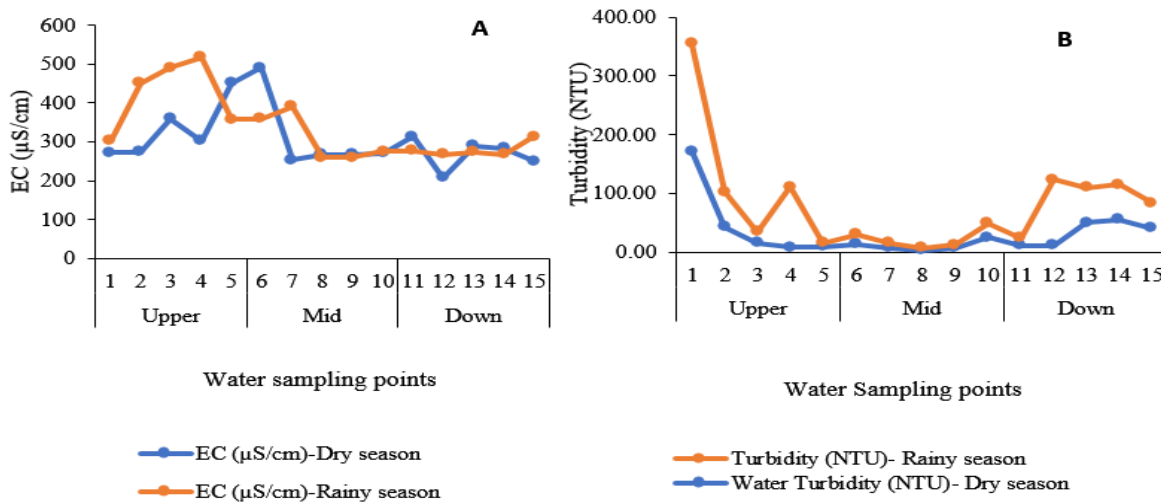 A
EC (µS/cm)
600
500
400
300
200
100
0
1 2 3 4 5 6 7 8 9 10 11 12 13 14 15
Upper Mid Down
Water sampling points
EC (µS/cm)-Dry season
EC (µS/cm)-Rainy season
B
Turbidity (NTU)
400.00
300.00
200.00
100.00
0.00
1 2 3 4 5 6 7 8 9 10 11 12 13 14 15
Upper Mid Down
Water Sampling points
Turbidity (NTU)- Rainy season
Water Turbidity (NTU)- Dry season